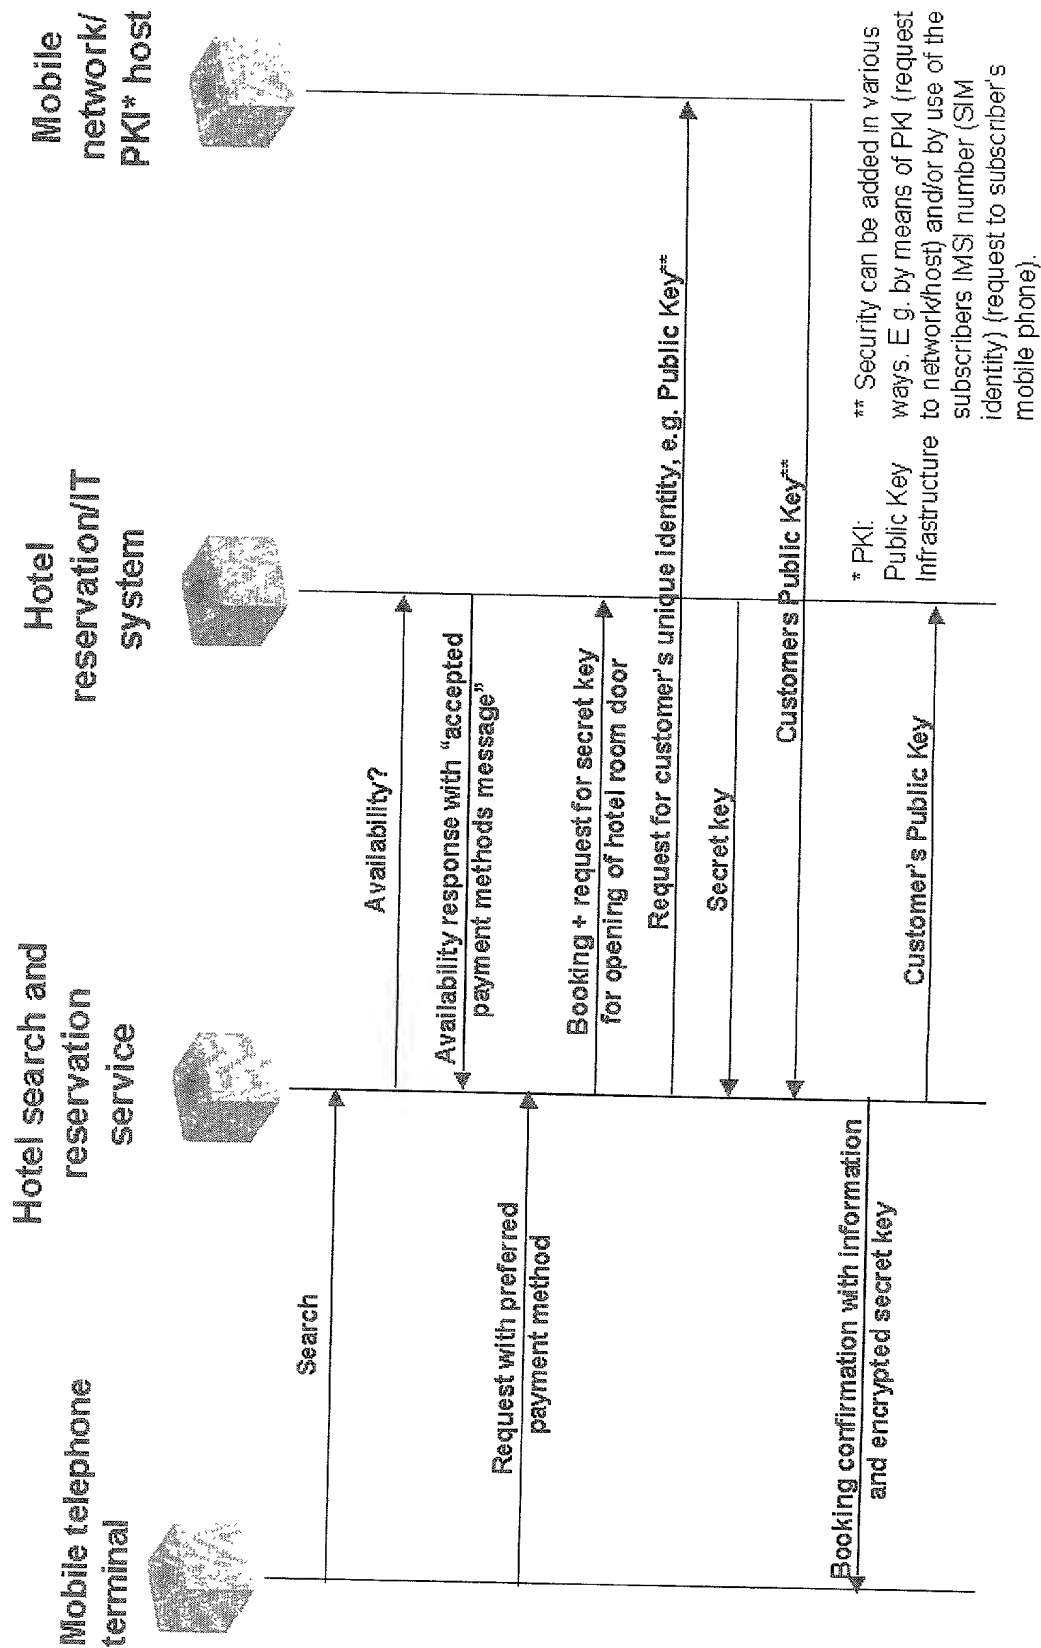 Mobile telephone
terminal
Hotel search and
reservation
service
Hotel
reservation/IT
system
Mobile
network/
PKI* host
Search
Availability?
Availability response with "accepted
payment methods message"
Request with preferred
payment method
Booking + request for secret key
for opening of hotel room door
Request for customer's unique identity, e.g. Public Key**
Secret key
Customers Public Key**
Booking confirmation with information
and encrypted secret key
Customer's Public Key
* PKI:
Public Key
Infrastructure
** Security can be added in various
ways. E g. by means of PKI (request
to network/host) and/or by use of the
subscribers IMSI number (SIM
identity) (request to subscriber's
mobile phone).